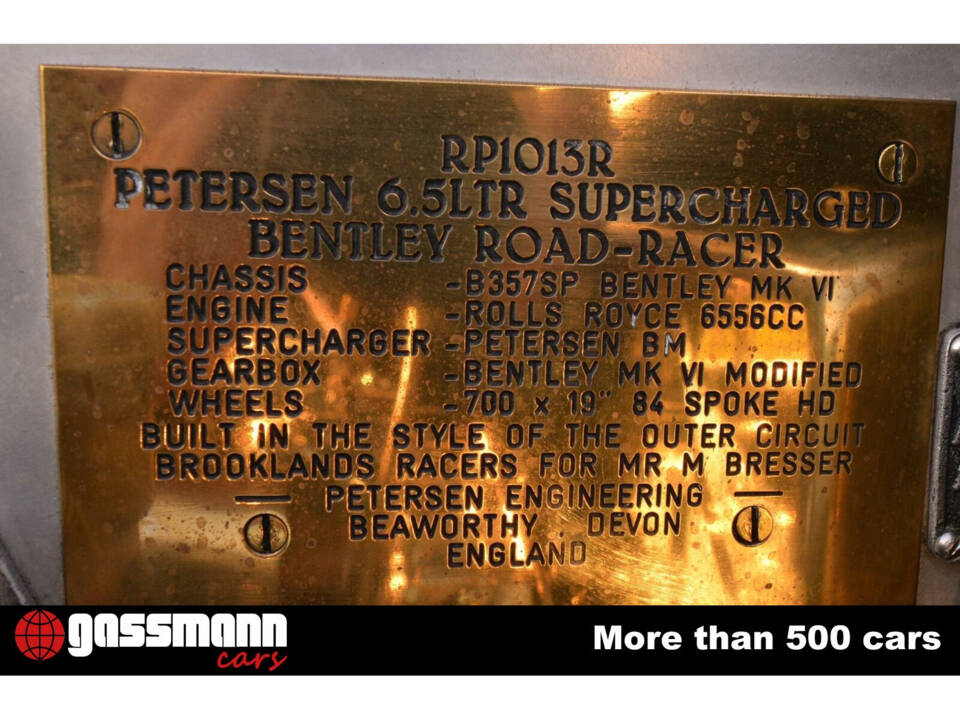 RP1013R
PETERSEN 6.5LTR SUPERCHARGED
BENTLEY ROAD-RACER
CHASSIS -B357SP BENTLEY MK VI
ENGINE -ROLLS ROYCE 6556CC
SUPERCHARGER -PETERSEN BM
GEARBOX -BENTLEY MK VI MODIFIED
WHEELS -700 x 19" 84 SPOKE HD
BUILT IN THE STYLE OF THE OUTER CIRCUIT
BROOKLANDS RACERS FOR MR M BRESSER
— PETERSEN ENGINEERING —
BEAWORTHY. DEVON
ENGLAND
gassmann
cars
More than 500 cars